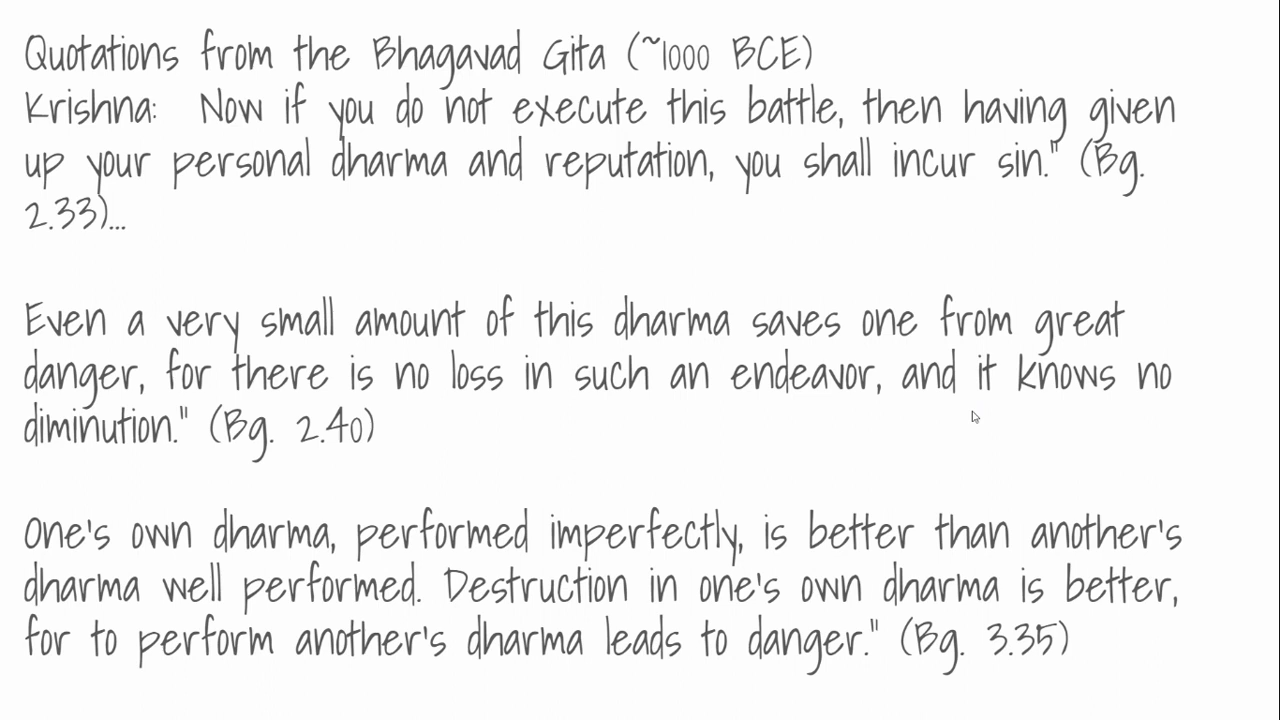 Quotations from the Bhagavad Gita (~1000 BCE)
Krishna: Now if you do not execute this battle, then having given
up your personal dharma and reputation, you shall incur sin." (Bg.
2.33)...
Even a very small amount of this dharma saves one from great
danger, for there is no loss in such an endeavor, and it knows no
diminution." (Bg. 2.40)
One's own dharma, performed imperfectly, is better than another's
dharma well performed. Destruction in one's own dharma is better,
for to perform another's dharma leads to danger." (Bg. 3.35)